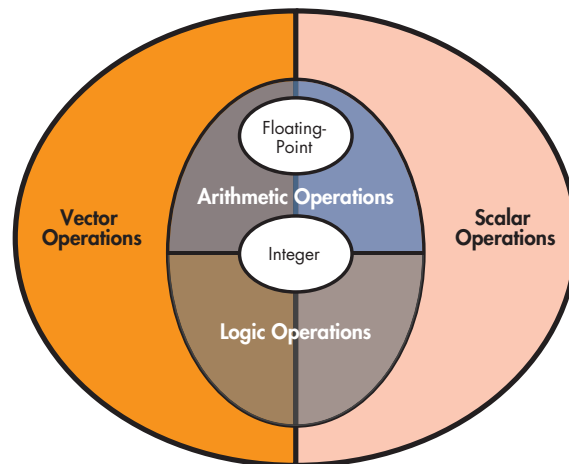 Floating-
Point
Arithmetic Operations
Vector
Operations
Scalar
Operations
Integer
Logic Operations